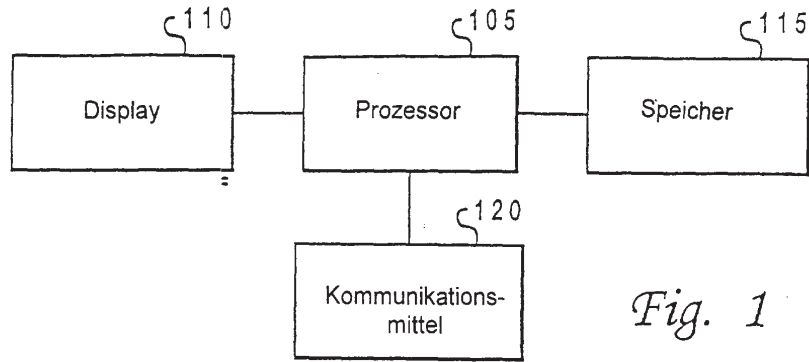 110 105 115
Display Prozessor Speicher
120
Kommunikations-
mittel
Fig. 1